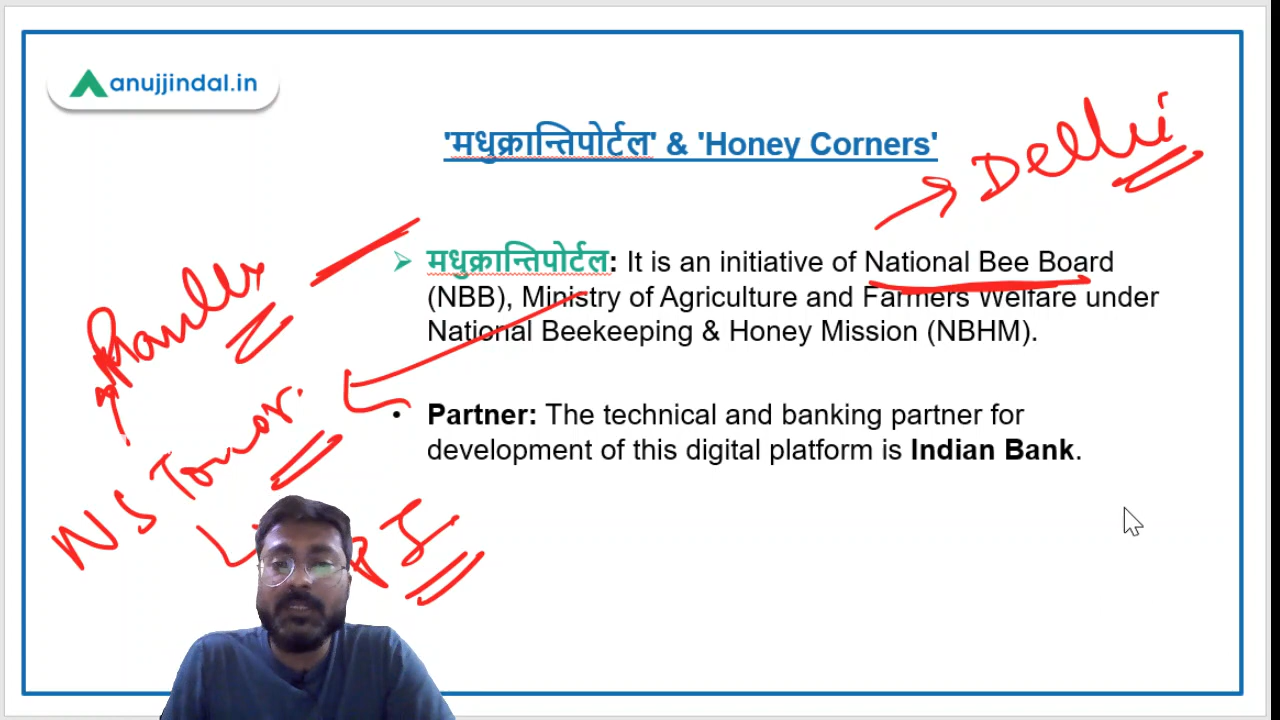 anujjindal.in
'मधुक्रान्तिपोर्टल' & 'Honey Corners'
Delhi
मधुक्रान्तिपोर्टल: It is an initiative of National Bee Board
(NBB), Ministry of Agriculture and Farmers Welfare under
National Beekeeping & Honey Mission (NBHM).
Partner: The technical and banking partner for
development of this digital platform is Indian Bank.
NS Tomar